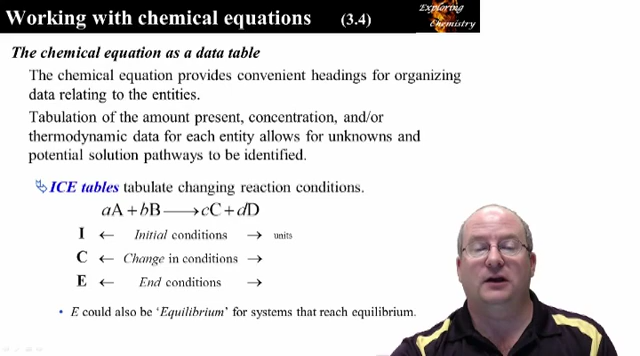 Working with chemical equations (3.4)
Exploring
Chemistry
The chemical equation as a data table
The chemical equation provides convenient headings for organizing
data relating to the entities.
Tabulation of the amount present, concentration, and/or
thermodynamic data for each entity allows for unknowns and
potential solution pathways to be identified.
ICE tables tabulate changing reaction conditions.
aA + bB ⟶ cC + dD
I ← Initial conditions → units
C ← Change in conditions →
E ← End conditions →
• E could also be ‘Equilibrium’ for systems that reach equilibrium.